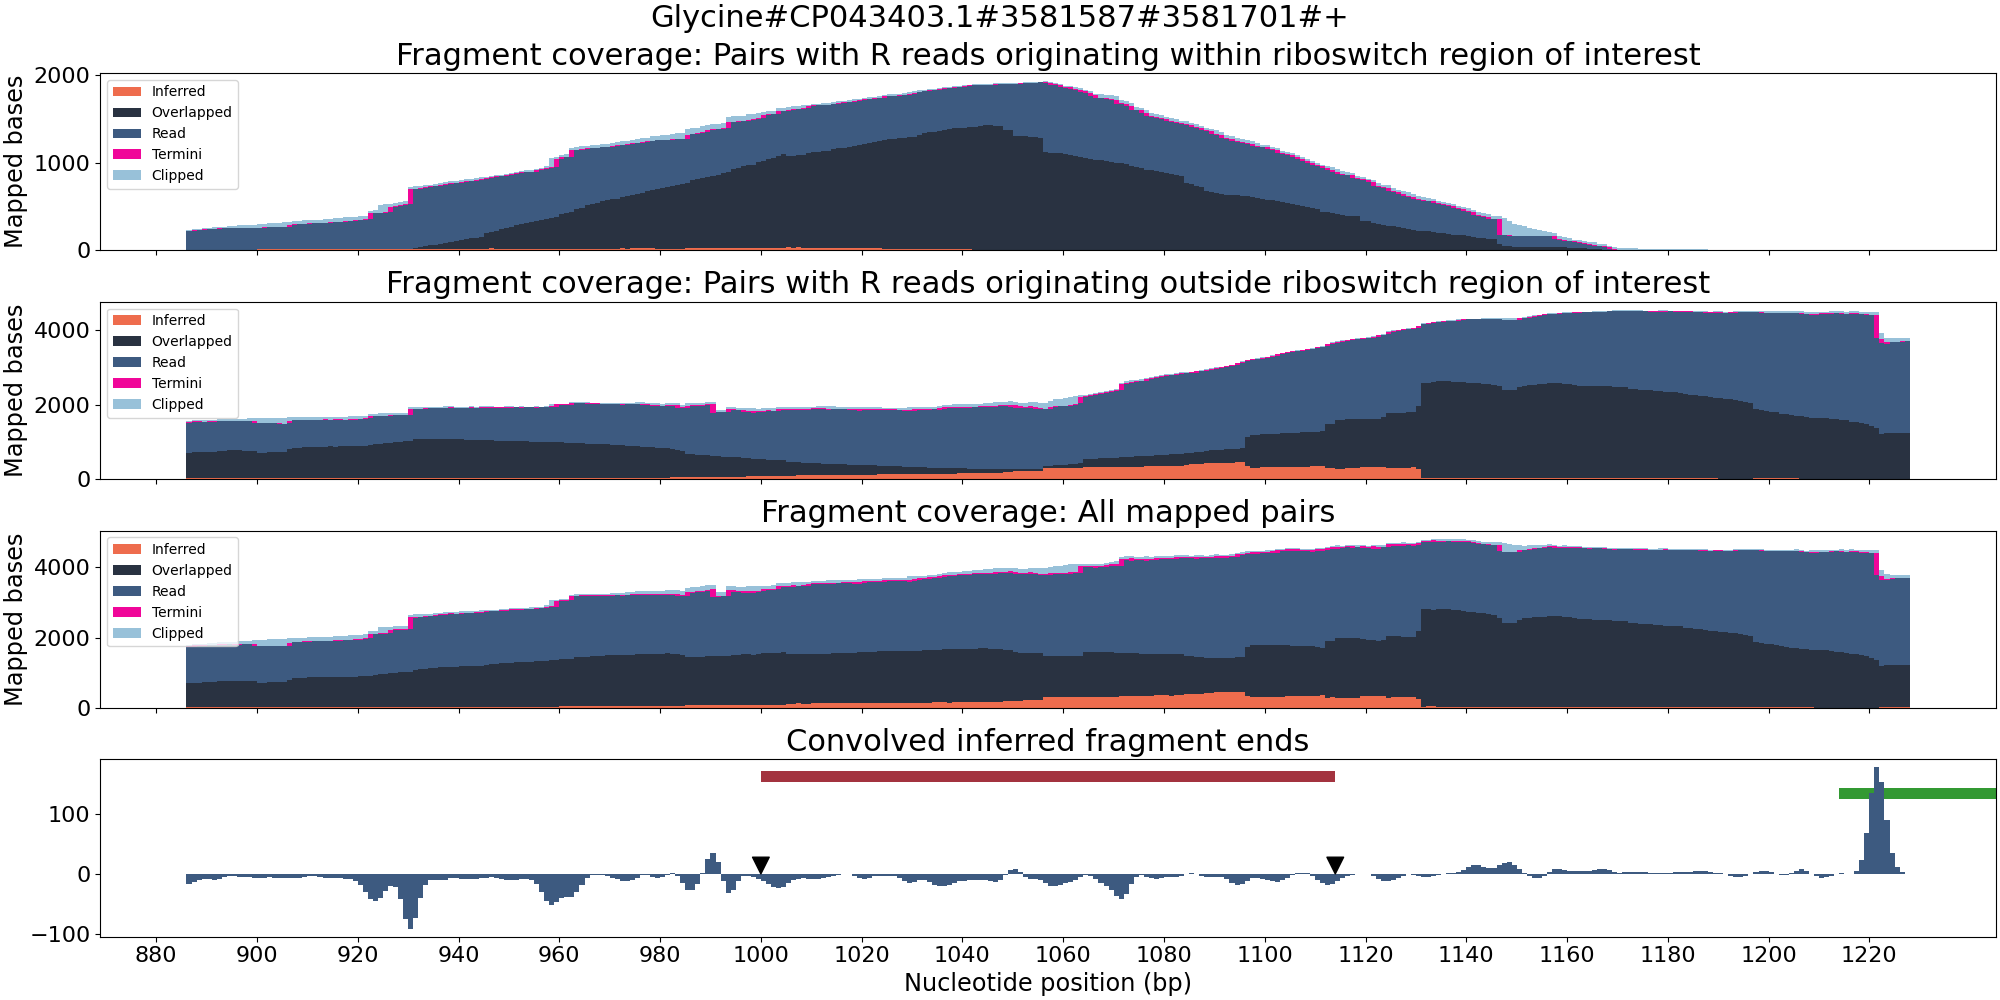 Glycine#CP043403.1#3581587#3581701#+
Fragment coverage: Pairs with R reads originating within riboswitch region of interest
Mapped bases
2000
1000
0
Inferred
Overlapped
Read
Termini
Clipped
Fragment coverage: Pairs with R reads originating outside riboswitch region of interest
Mapped bases
4000
2000
0
Inferred
Overlapped
Read
Termini
Clipped
Fragment coverage: All mapped pairs
Mapped bases
4000
2000
0
Inferred
Overlapped
Read
Termini
Clipped
Convolved inferred fragment ends
100
0
−100
880 900 920 940 960 980 1000 1020 1040 1060 1080 1100 1120 1140 1160 1180 1200 1220
Nucleotide position (bp)